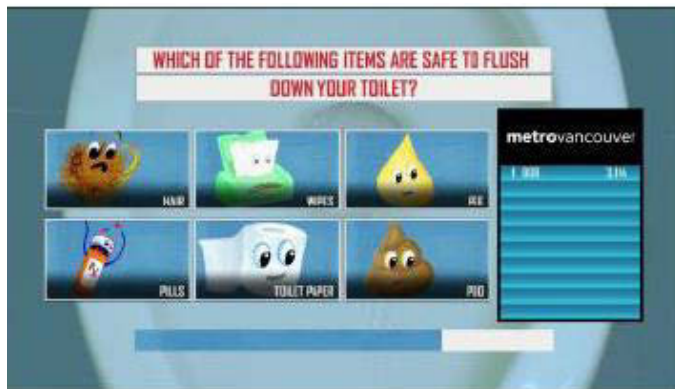 WHICH OF THE FOLLOWING ITEMS ARE SAFE TO FLUSH
DOWN YOUR TOILET?
metrovancouver
HAIR
WIPES
PEE
PILLS
TOILET PAPER
POO